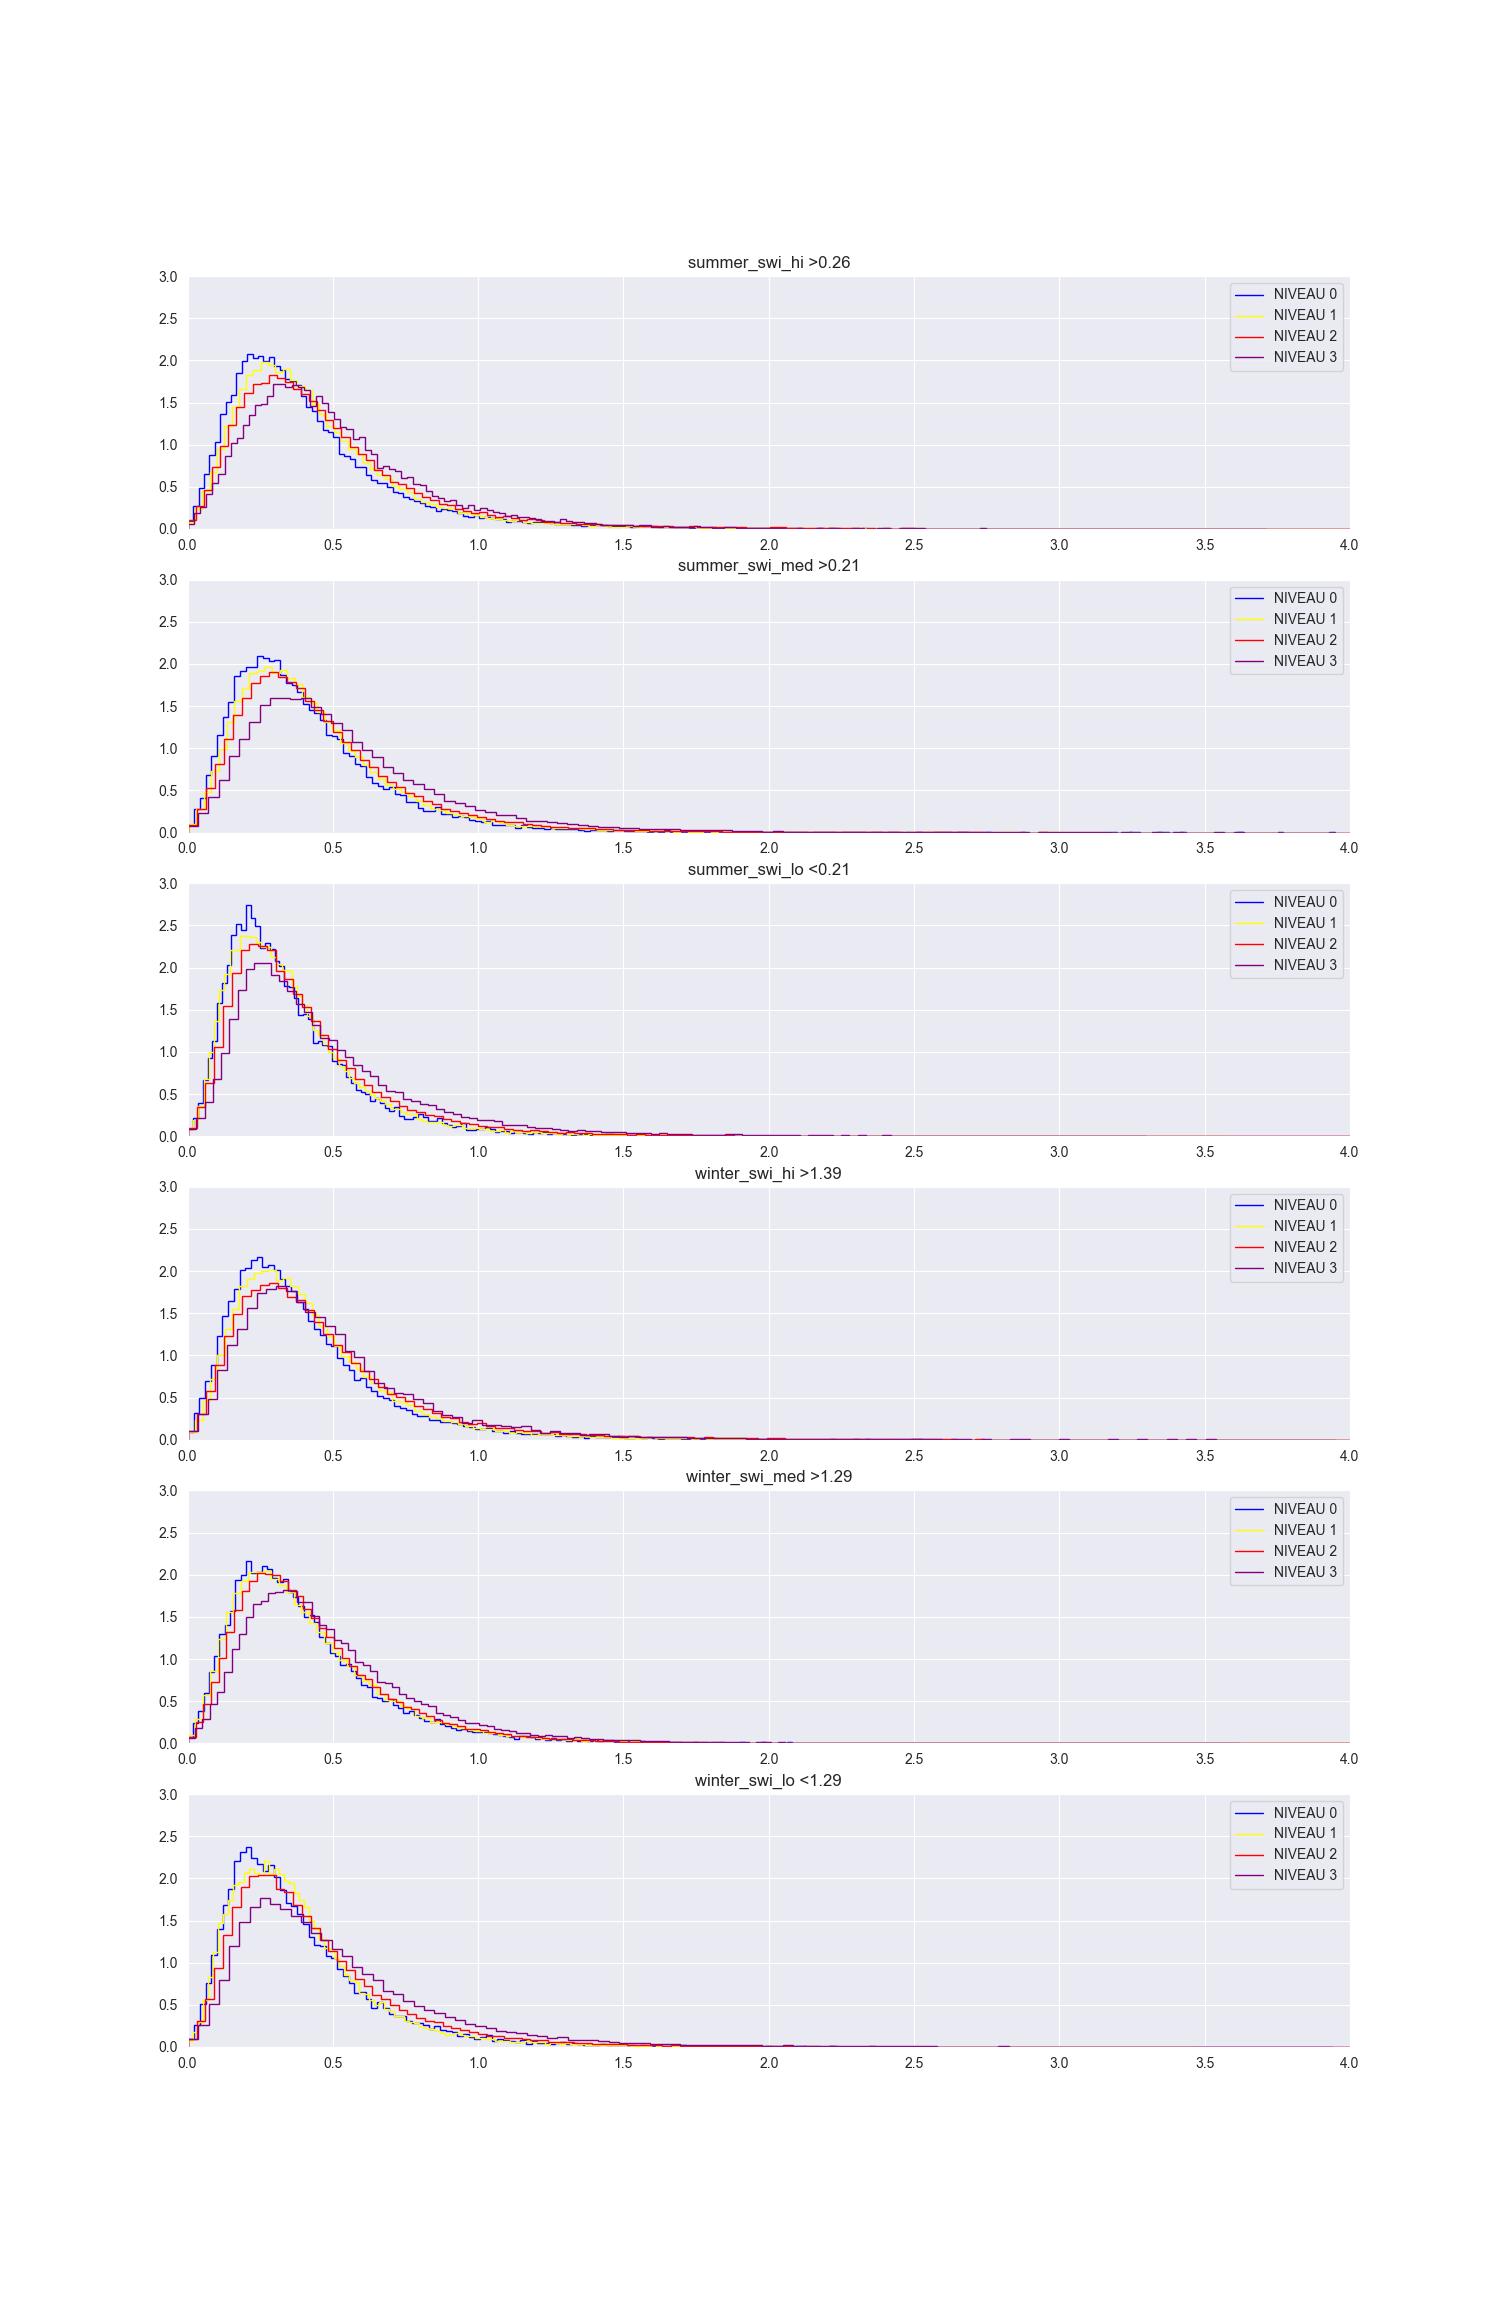 summer_swi_hi >0.26
3.0
2.5
2.0
1.5
1.0
0.5
0.0
NIVEAU 0
NIVEAU 1
NIVEAU 2
NIVEAU 3
0.0 0.5 1.0 1.5 2.0 2.5 3.0 3.5 4.0
summer_swi_med >0.21
3.0
2.5
2.0
1.5
1.0
0.5
0.0
NIVEAU 0
NIVEAU 1
NIVEAU 2
NIVEAU 3
0.0 0.5 1.0 1.5 2.0 2.5 3.0 3.5 4.0
summer_swi_lo <0.21
3.0
2.5
2.0
1.5
1.0
0.5
0.0
NIVEAU 0
NIVEAU 1
NIVEAU 2
NIVEAU 3
0.0 0.5 1.0 1.5 2.0 2.5 3.0 3.5 4.0
winter_swi_hi >1.39
3.0
2.5
2.0
1.5
1.0
0.5
0.0
NIVEAU 0
NIVEAU 1
NIVEAU 2
NIVEAU 3
0.0 0.5 1.0 1.5 2.0 2.5 3.0 3.5 4.0
winter_swi_med >1.29
3.0
2.5
2.0
1.5
1.0
0.5
0.0
NIVEAU 0
NIVEAU 1
NIVEAU 2
NIVEAU 3
0.0 0.5 1.0 1.5 2.0 2.5 3.0 3.5 4.0
winter_swi_lo <1.29
3.0
2.5
2.0
1.5
1.0
0.5
0.0
NIVEAU 0
NIVEAU 1
NIVEAU 2
NIVEAU 3
0.0 0.5 1.0 1.5 2.0 2.5 3.0 3.5 4.0